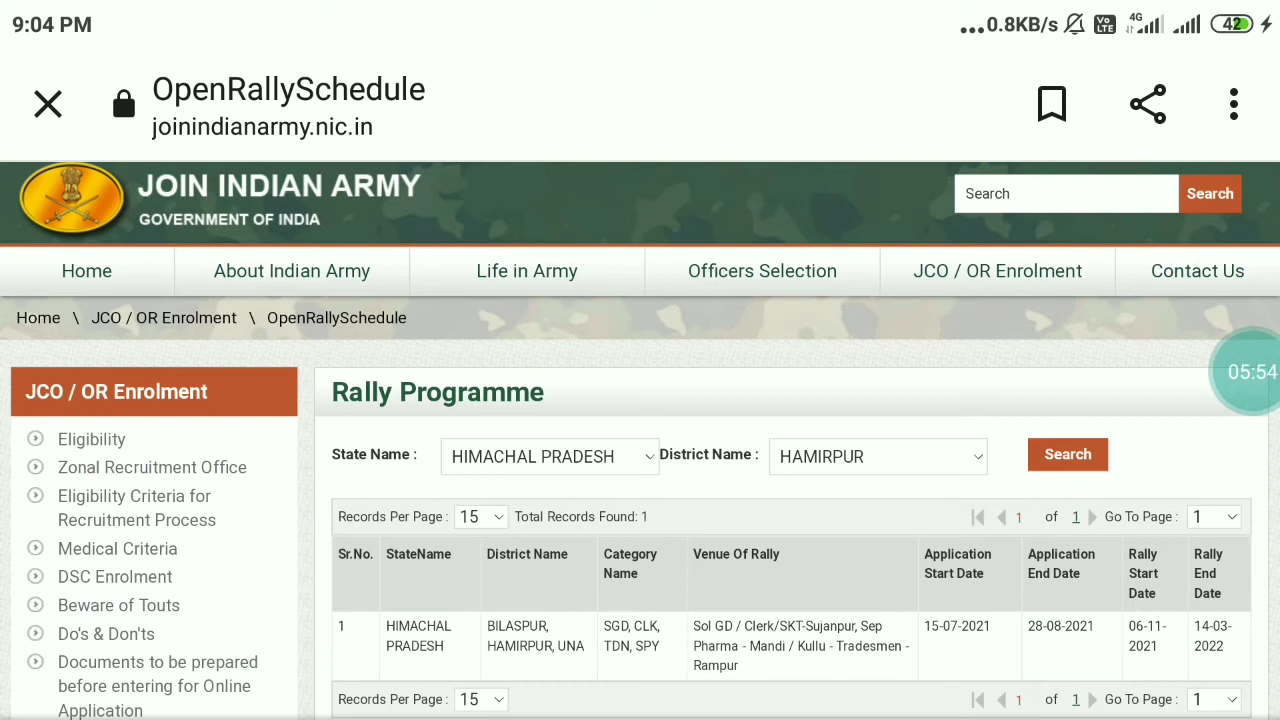 9:04 PM
...0.8KB/s Vo LTE 4G 42
OpenRallySchedule
joinindianarmy.nic.in
JOIN INDIAN ARMY
GOVERNMENT OF INDIA
Search Search
Home About Indian Army Life in Army Officers Selection JCO / OR Enrolment Contact Us
Home \ JCO / OR Enrolment \ OpenRallySchedule
05:54
JCO / OR Enrolment
Eligibility
Zonal Recruitment Office
Eligibility Criteria for
Recruitment Process
Medical Criteria
DSC Enrolment
Beware of Touts
Do's & Don'ts
Documents to be prepared
before entering for Online
Application
Rally Programme
State Name : HIMACHAL PRADESH District Name : HAMIRPUR Search
Records Per Page : 15 Total Records Found: 1 1 of 1 Go To Page : 1
Sr.No. StateName District Name Category Name Venue Of Rally Application Start Date Application End Date Rally Start Date Rally End Date
1 HIMACHAL PRADESH BILASPUR, HAMIRPUR, UNA SGD, CLK, TDN, SPY Sol GD / Clerk/SKT-Sujanpur, Sep Pharma - Mandi / Kullu - Tradesmen - Rampur 15-07-2021 28-08-2021 06-11-2021 14-03-2022
Records Per Page : 15 1 of 1 Go To Page : 1